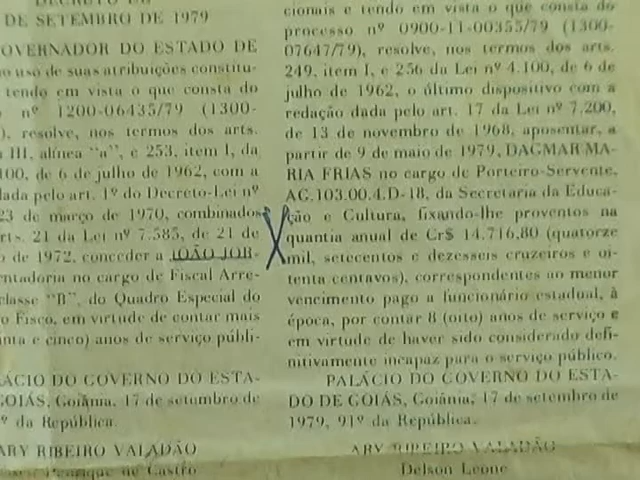 DE SETEMBRO DE 1979
OVERNADOR DO ESTADO DE
o uso de suas atribuições constitu-
tendo em vista o que consta do
nº 1200-06435/79 (1300-
), resolve, nos termos dos arts.
III, alínea "a", e 253, item I, da
100, de 6 de julho de 1962, com a
dada pelo art. 1º do Decreto-Lei nº
23 de março de 1970, combinados
rts. 21 da Lei nº 7.585, de 21 de
o de 1972, conceder a JOÃO JOR-
entadoria no cargo de Fiscal Arre-
classe "B", do Quadro Especial do
o Fisco, em virtude de contar mais
nta e cinco) anos de serviço públi-
ÁCIO DO GOVERNO DO ESTA-
GOIÁS, Goiânia, 17 de setembro de
º da República.
ARY RIBEIRO VALADÃO
Henrique de Castro
cionais e tendo em vista o que consta do
processo nº 0900-11-00355/79 (1300-
07647/79), resolve, nos termos dos arts.
249, item I, e 256 da Lei nº 4.100, de 6 de
julho de 1962, o último dispositivo com a
redação dada pelo art. 17 da Lei nº 7.200,
de 13 de novembro de 1968, aposentar, a
partir de 9 de maio de 1979, DAGMAR MA-
RIA FRIAS no cargo de Porteiro-Servente,
AG.103.00.4.D-18, da Secretaria da Educa-
ção e Cultura, fixando-lhe proventos na
quantia anual de Cr$ 14.716,80 (quatorze
mil, setecentos e dezesseis cruzeiros e oi-
tenta centavos), correspondentes ao menor
vencimento pago a funcionário estadual, à
época, por contar 8 (oito) anos de serviço e
em virtude de haver sido considerado defi-
nitivamente incapaz para o serviço público.
PALÁCIO DO GOVERNO DO ESTA-
DO DE GOIÁS, Goiânia, 17 de setembro de
1979, 91º da República.
ARY RIBEIRO VALADÃO
Delson Leone